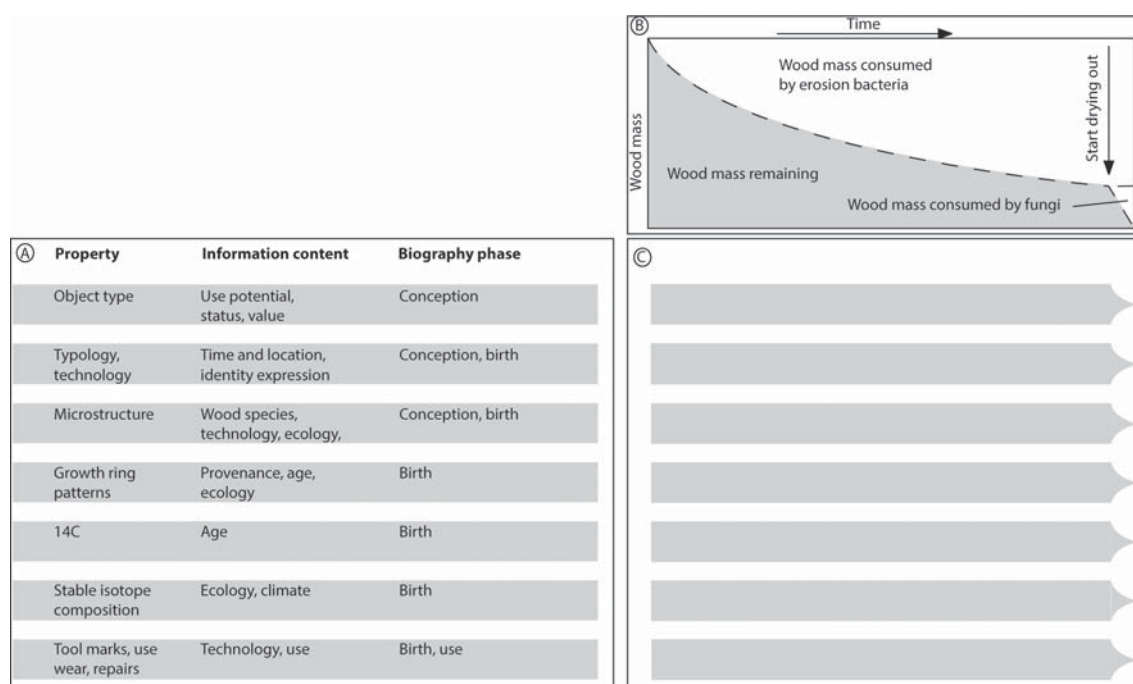 B
Time
Wood mass consumed
by erosion bacteria
Start drying out
Wood mass
Wood mass remaining
Wood mass consumed by fungi
A Property Information content Biography phase
Object type Use potential, Conception
status, value
Typology, Time and location, Conception, birth
technology identity expression
Microstructure Wood species, Conception, birth
technology, ecology,
Growth ring Provenance, age, Birth
patterns ecology
14C Age Birth
Stable isotope Ecology, climate Birth
composition
Tool marks, use Technology, use Birth, use
wear, repairs
C